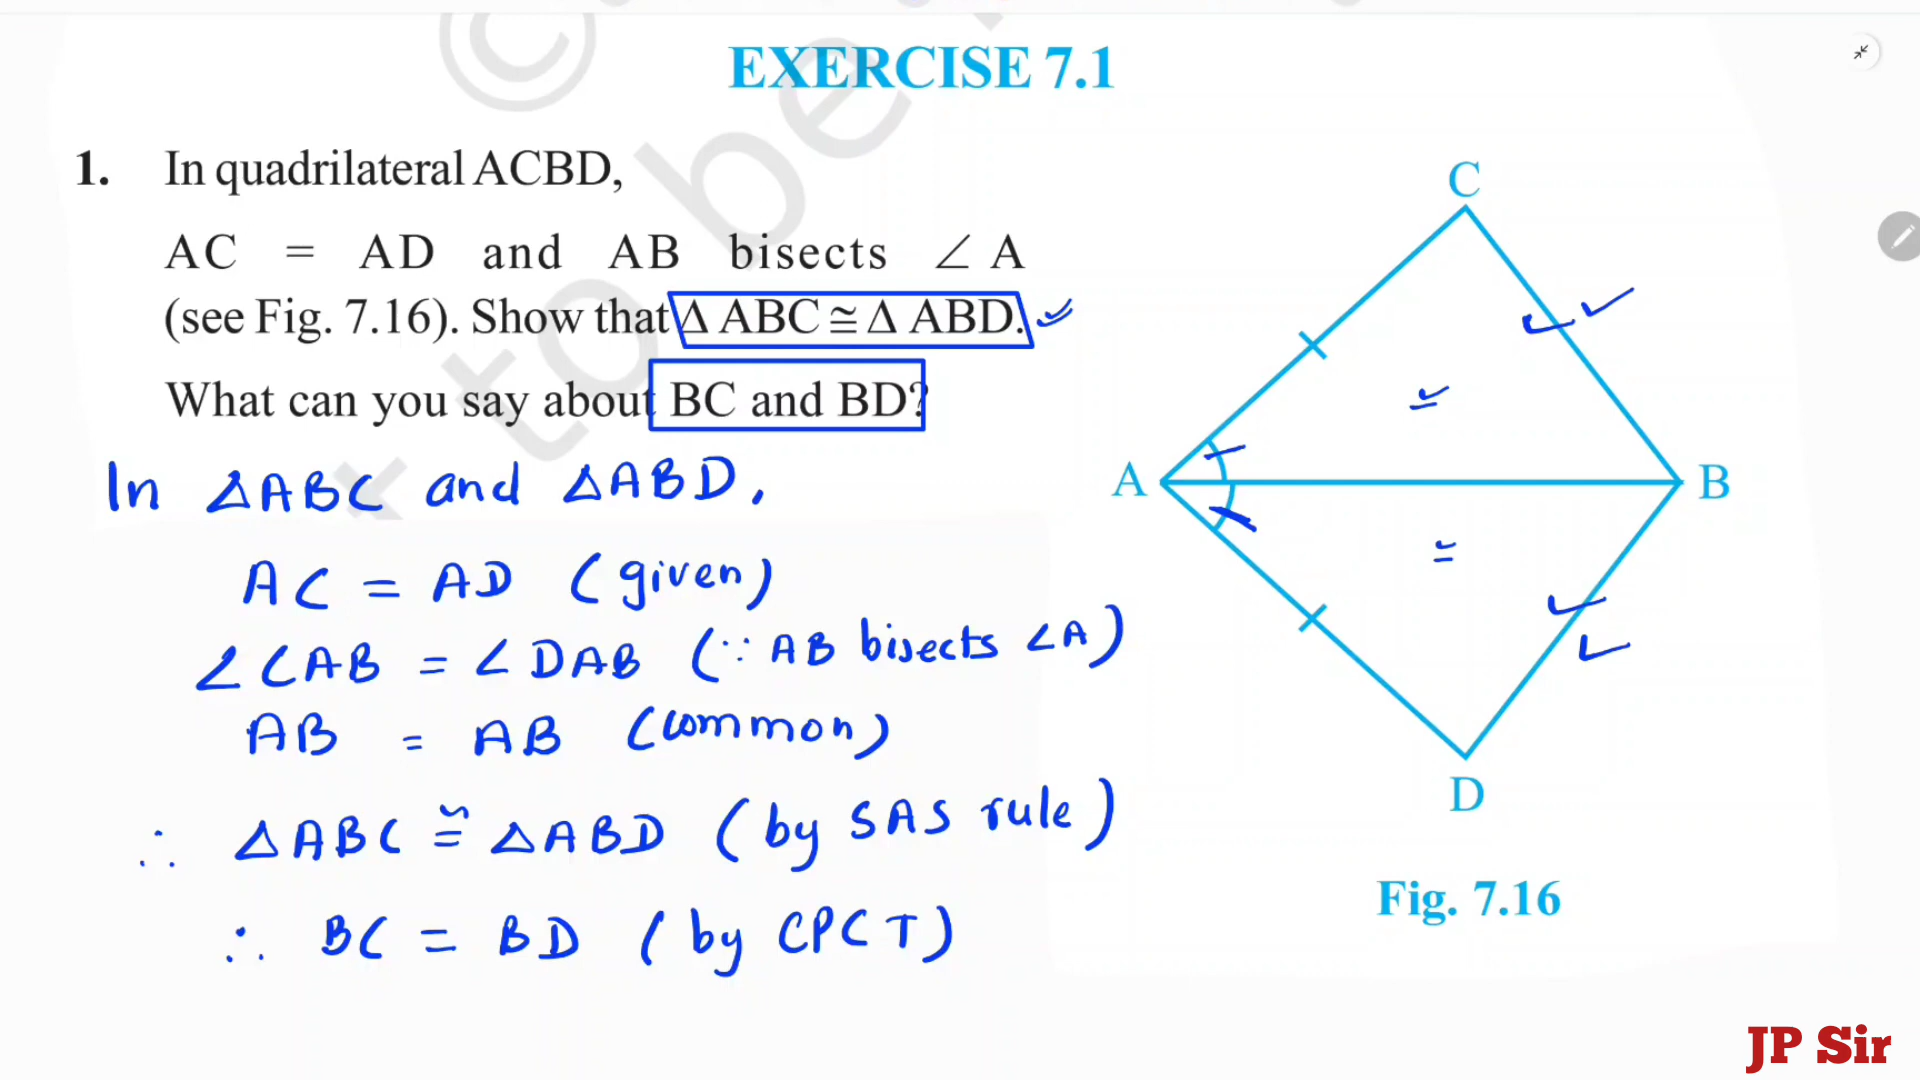 EXERCISE 7.1
1. In quadrilateral ACBD,
AC = AD and AB bisects ∠ A
(see Fig. 7.16). Show that Δ ABC ≅ Δ ABD.
What can you say about BC and BD?
In ΔABC and ΔABD,
AC = AD (given)
∠CAB = ∠DAB (∵ AB bisects ∠A)
AB = AB (common)
∴ ΔABC ≅ ΔABD (by SAS rule)
∴ BC = BD (by CPCT)
C
A
B
D
Fig. 7.16
© to be
JP Sir